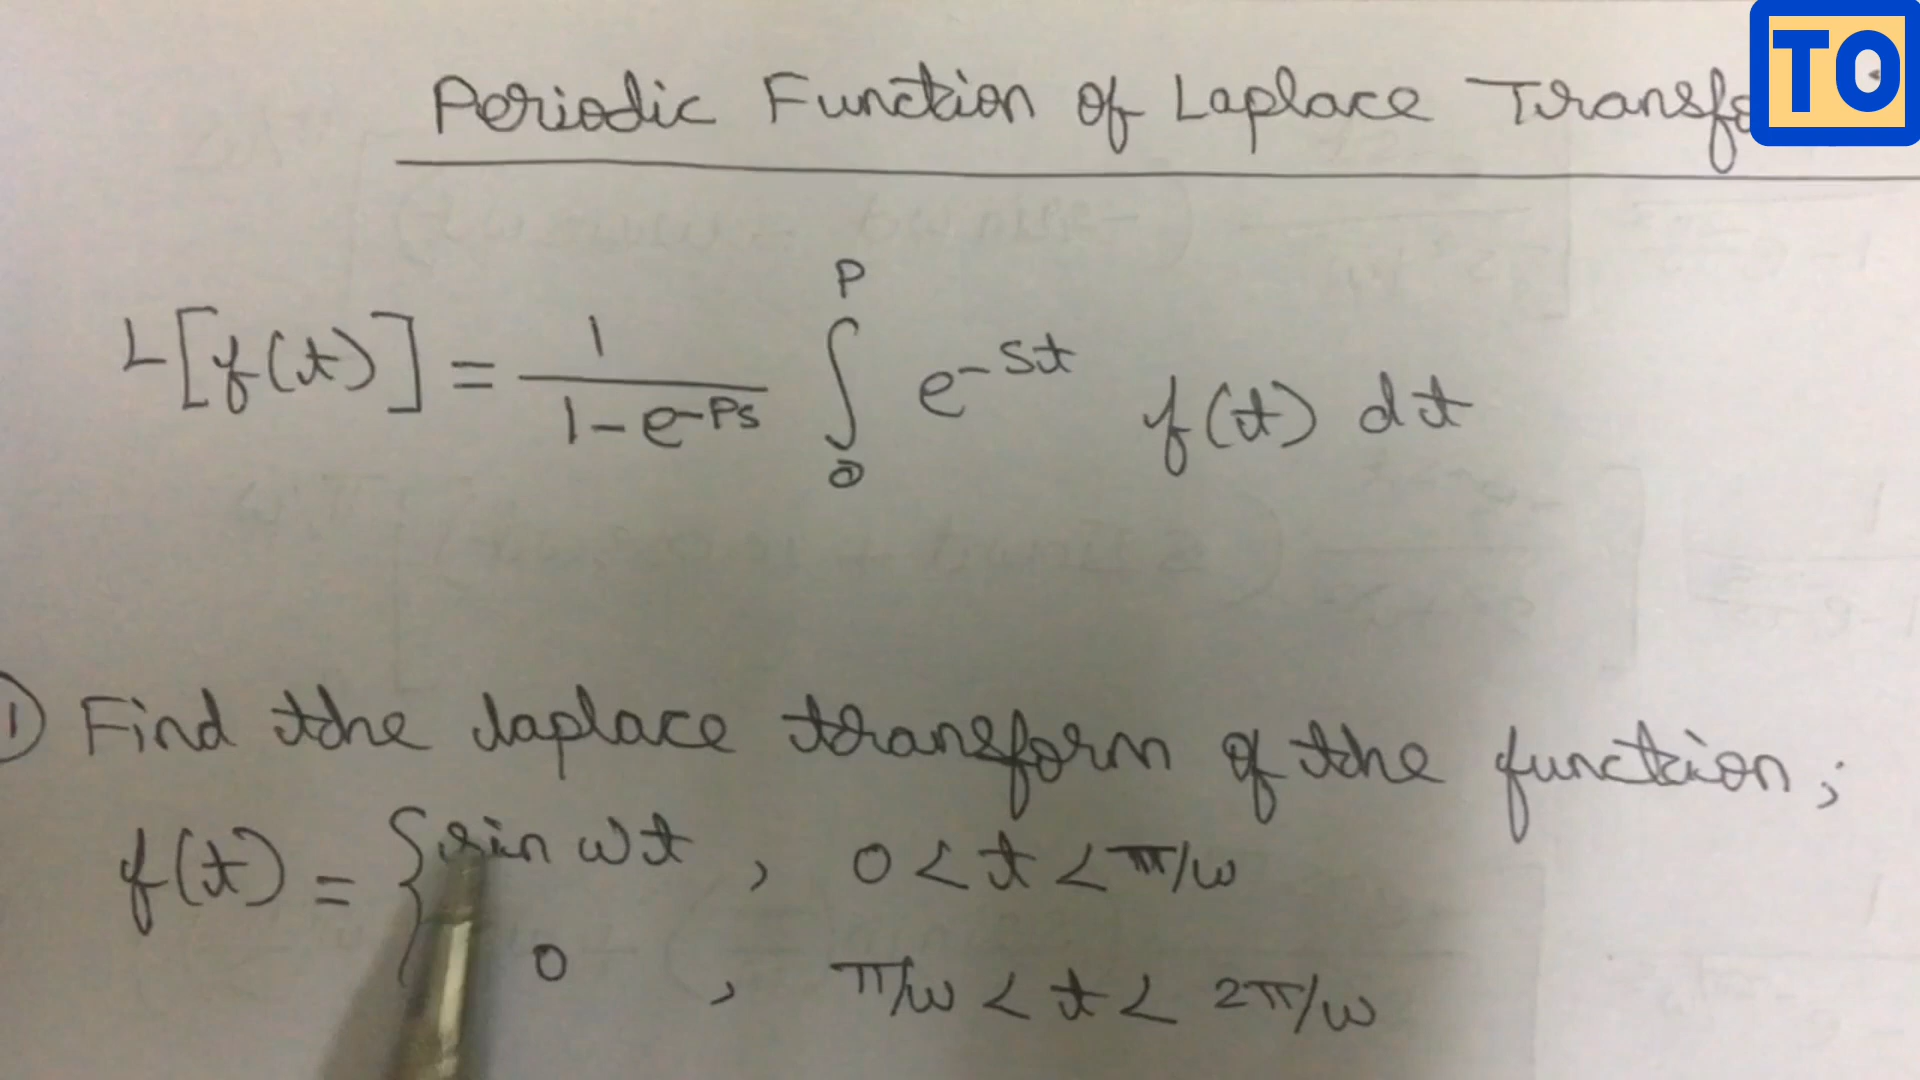 TO
Periodic Function of Laplace Transfo
L[f(t)] = 1/(1-e^-Ps) ∫₀^P e^-st f(t) dt
① Find the laplace transform of the function;
f(t) = { sin ωt , 0 < t < π/ω
0 , π/ω < t < 2π/ω